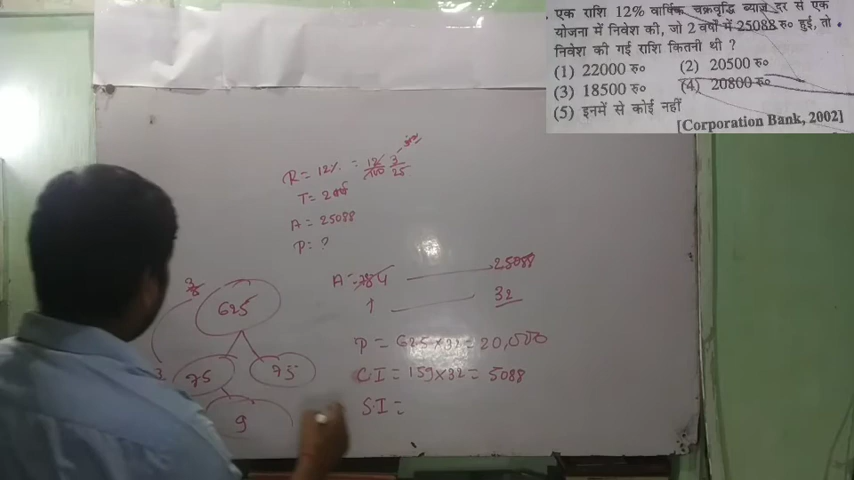 . एक राशि 12% वार्षिक चक्रवृद्धि ब्याज दर से एक
योजना में निवेश की, जो 2 वर्षों में 25088 रु० हुई, तो
निवेश की गई राशि कितनी थी ?
(1) 22000 रु० (2) 20500 रु०
(3) 18500 रु० (4) 20800 रु०
(5) इनमें से कोई नहीं
[Corporation Bank, 2002]
R = 12% = 12/100 3/25
T = 2 वर्ष
A = 25088
P = ?
A = 784 25088
1 32
P = 625×32 = 20,000
CI = 159×32 = 5088
SI =
625
75 75
9